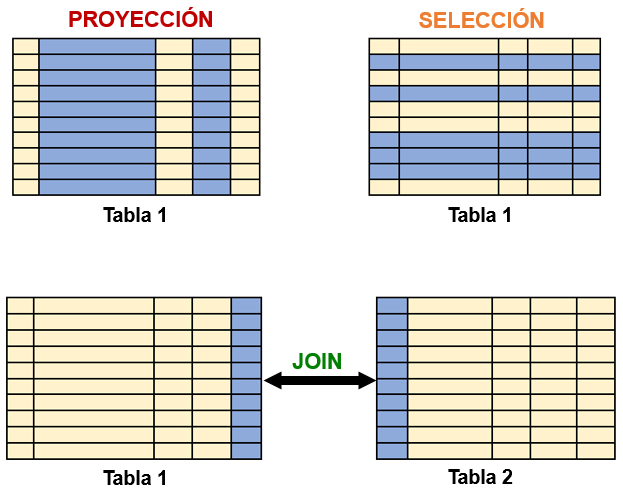 PROYECCIÓN
SELECCIÓN
Tabla 1
Tabla 1
JOIN
Tabla 1
Tabla 2